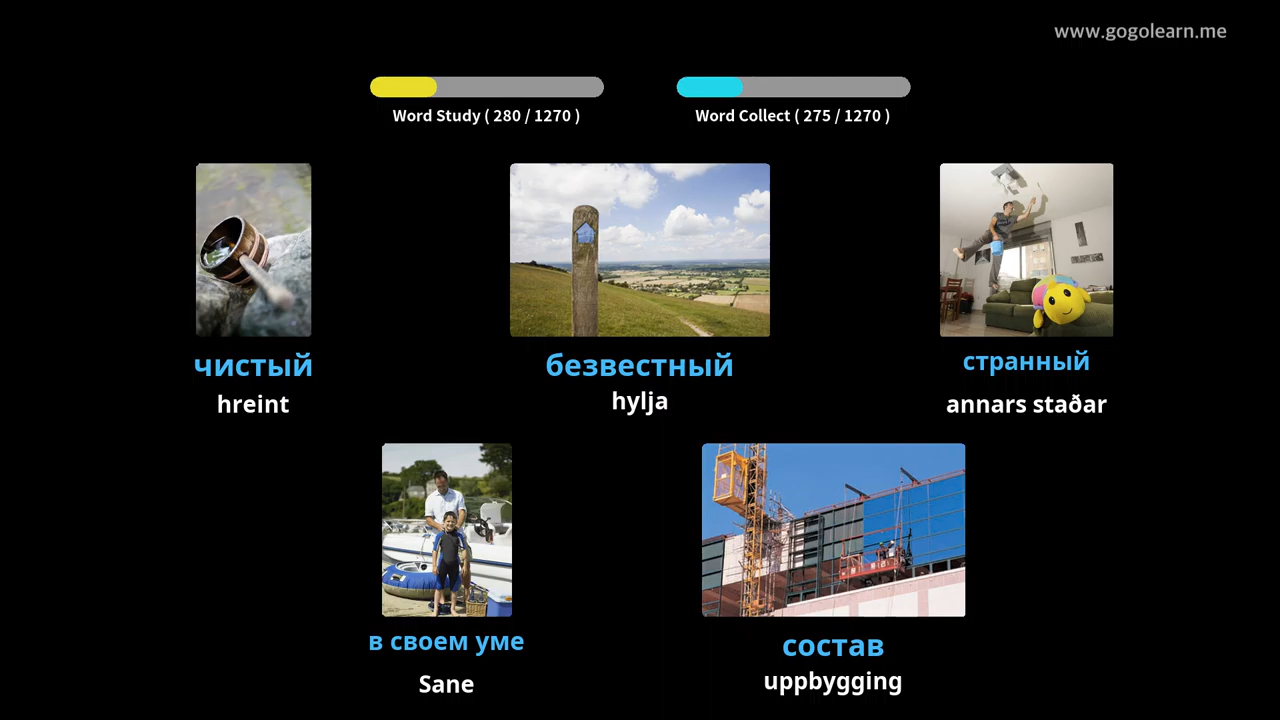 www.gogolearn.me
Word Study ( 280 / 1270 )
Word Collect ( 275 / 1270 )
чистый
hreint
безвестный
hylja
странный
annars staðar
в своем уме
Sane
состав
uppbygging